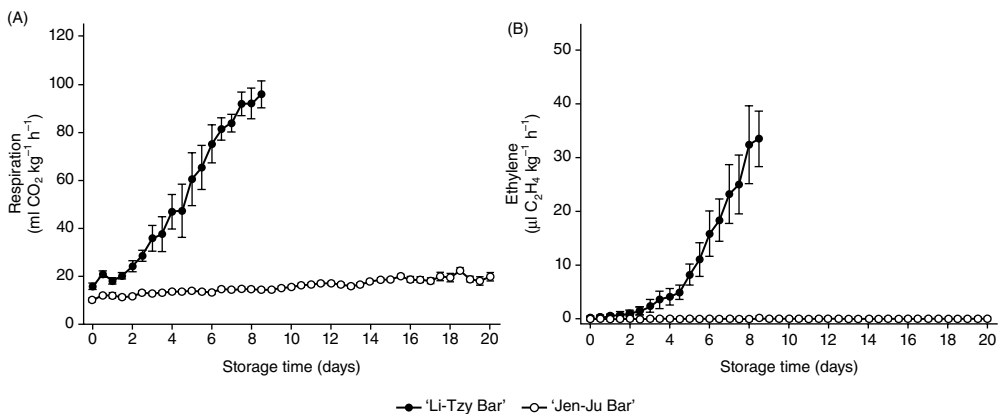 (A)
120
100
80
60
40
20
0
Respiration
(ml CO₂ kg⁻¹ h⁻¹)
0 2 4 6 8 10 12 14 16 18 20
Storage time (days)
(B)
50
40
30
20
10
0
Ethylene
(µl C₂H₄ kg⁻¹ h⁻¹)
0 2 4 6 8 10 12 14 16 18 20
Storage time (days)
‘Li-Tzy Bar’ ‘Jen-Ju Bar’